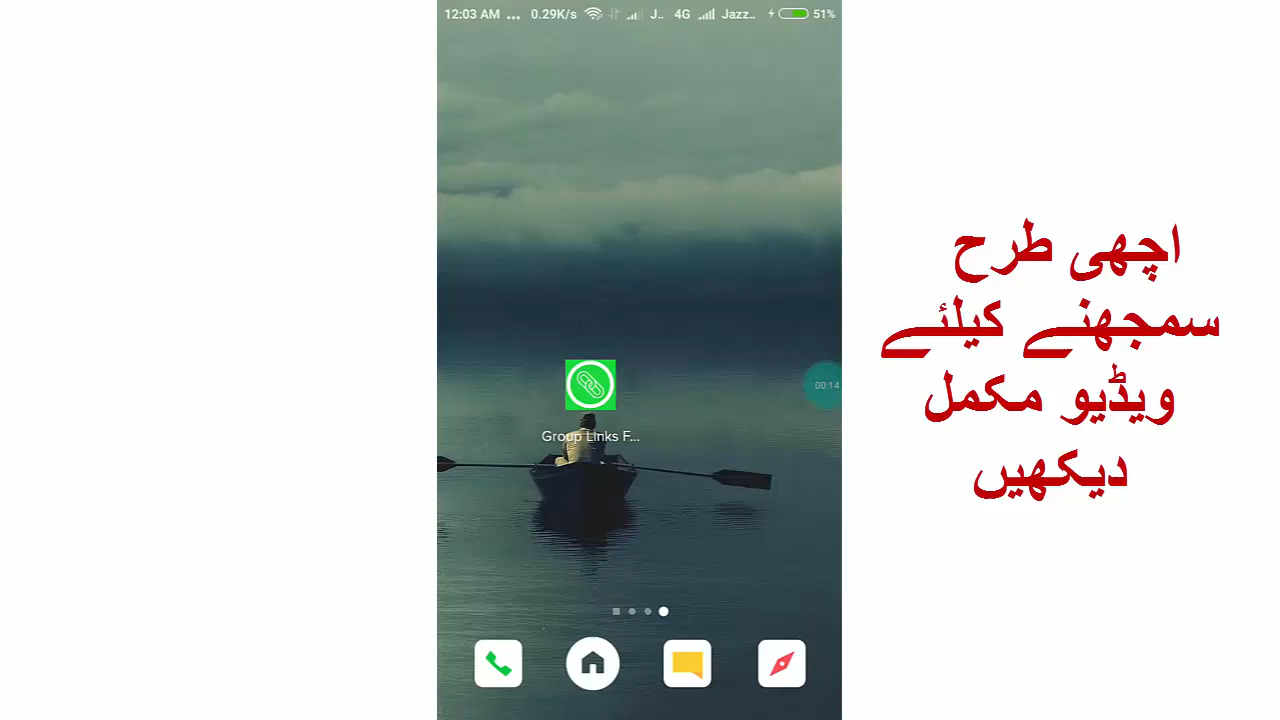 12:03 AM ... 0.29K/s J.. 4G Jazz.. 51%
اچھی طرح
سمجھنے کیلئے
ویڈیو مکمل
دیکھیں
00:14
Group Links F...